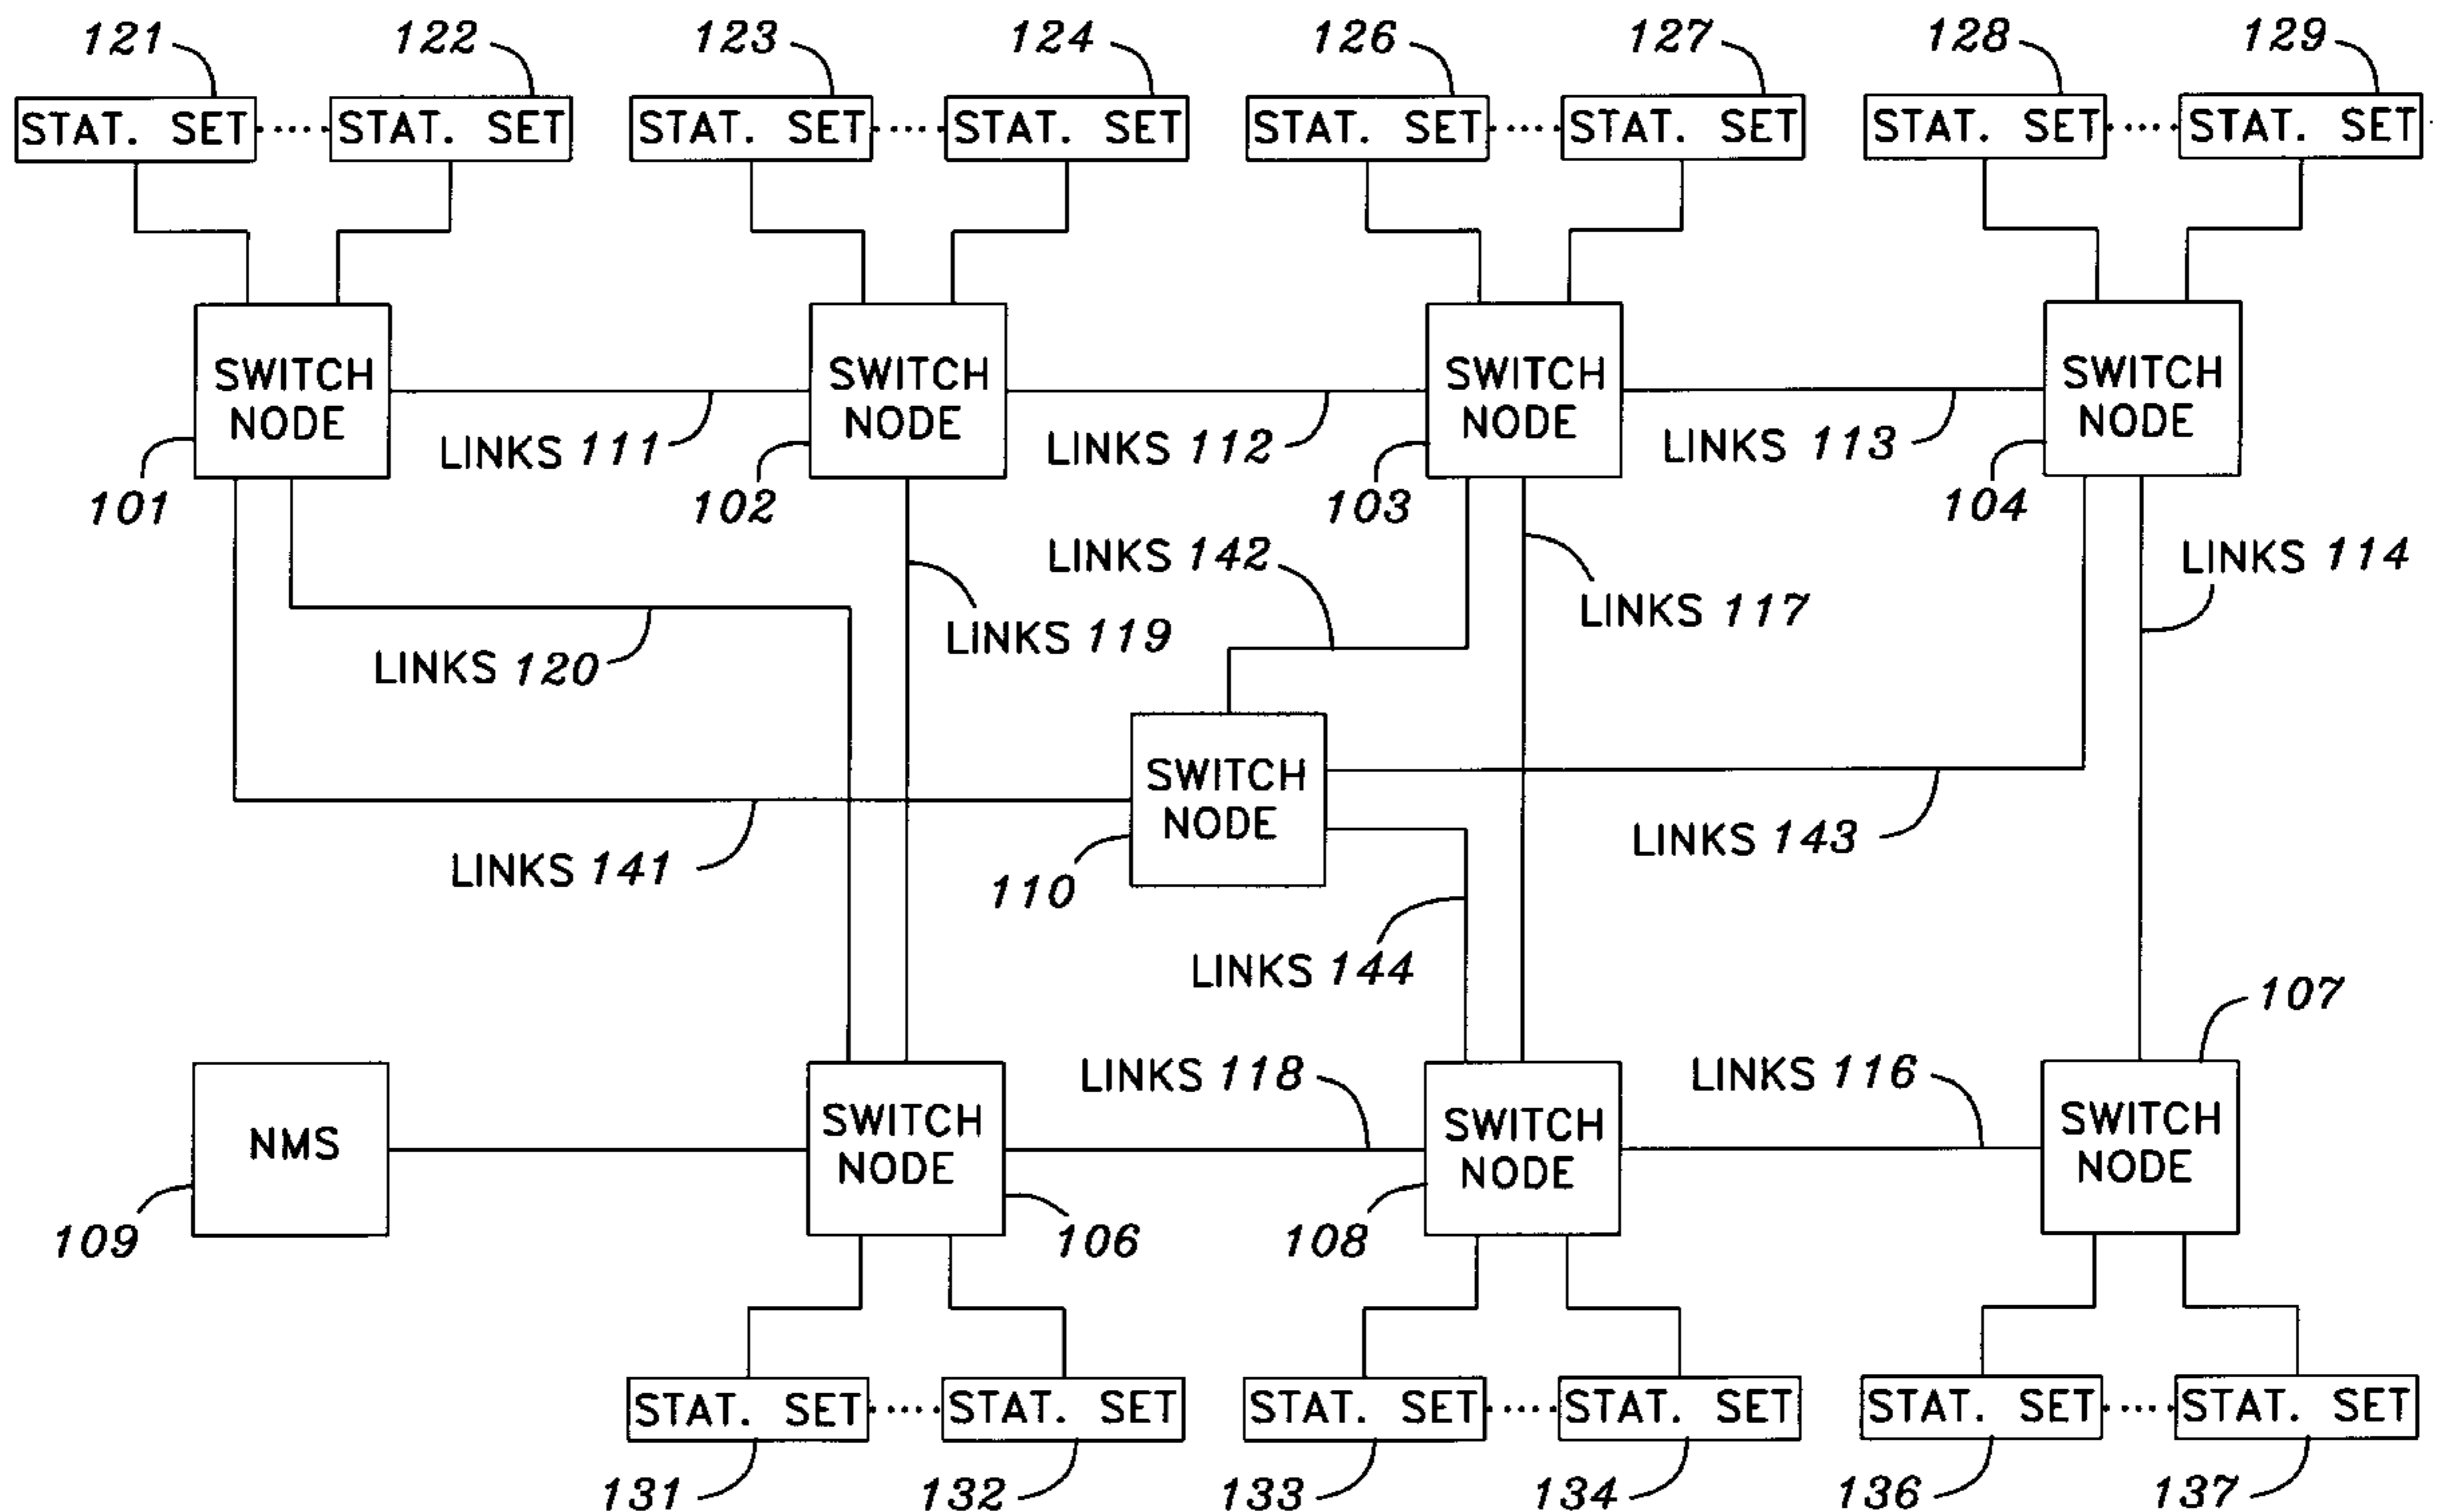 121 122 123 124 126 127 128 129
STAT. SET STAT. SET STAT. SET STAT. SET STAT. SET STAT. SET STAT. SET STAT. SET
SWITCH NODE
SWITCH NODE
SWITCH NODE
SWITCH NODE
LINKS 111
LINKS 112
LINKS 113
101
102
103
104
LINKS 142
LINKS 114
LINKS 117
LINKS 119
LINKS 120
SWITCH NODE
LINKS 143
LINKS 141
110
LINKS 144
107
LINKS 118
LINKS 116
NMS
SWITCH NODE
SWITCH NODE
SWITCH NODE
109
106
108
STAT. SET STAT. SET STAT. SET STAT. SET STAT. SET STAT. SET
131 132 133 134 136 137